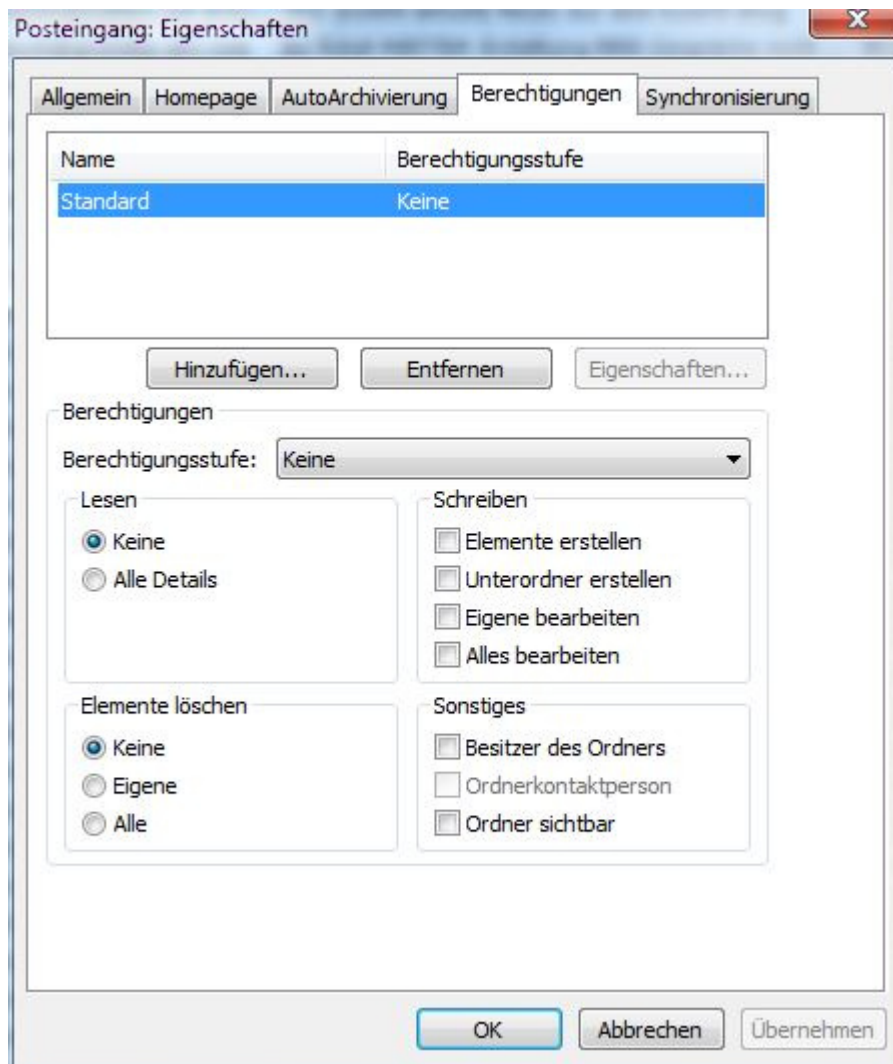 Posteingang: Eigenschaften
Allgemein Homepage AutoArchivierung Berechtigungen Synchronisierung
Name Berechtigungsstufe
Standard Keine
Hinzufügen... Entfernen Eigenschaften...
Berechtigungen
Berechtigungsstufe: Keine
Lesen
Keine
Alle Details
Schreiben
Elemente erstellen
Unterordner erstellen
Eigene bearbeiten
Alles bearbeiten
Elemente löschen
Keine
Eigene
Alle
Sonstiges
Besitzer des Ordners
Ordnerkontaktperson
Ordner sichtbar
OK Abbrechen Übernehmen